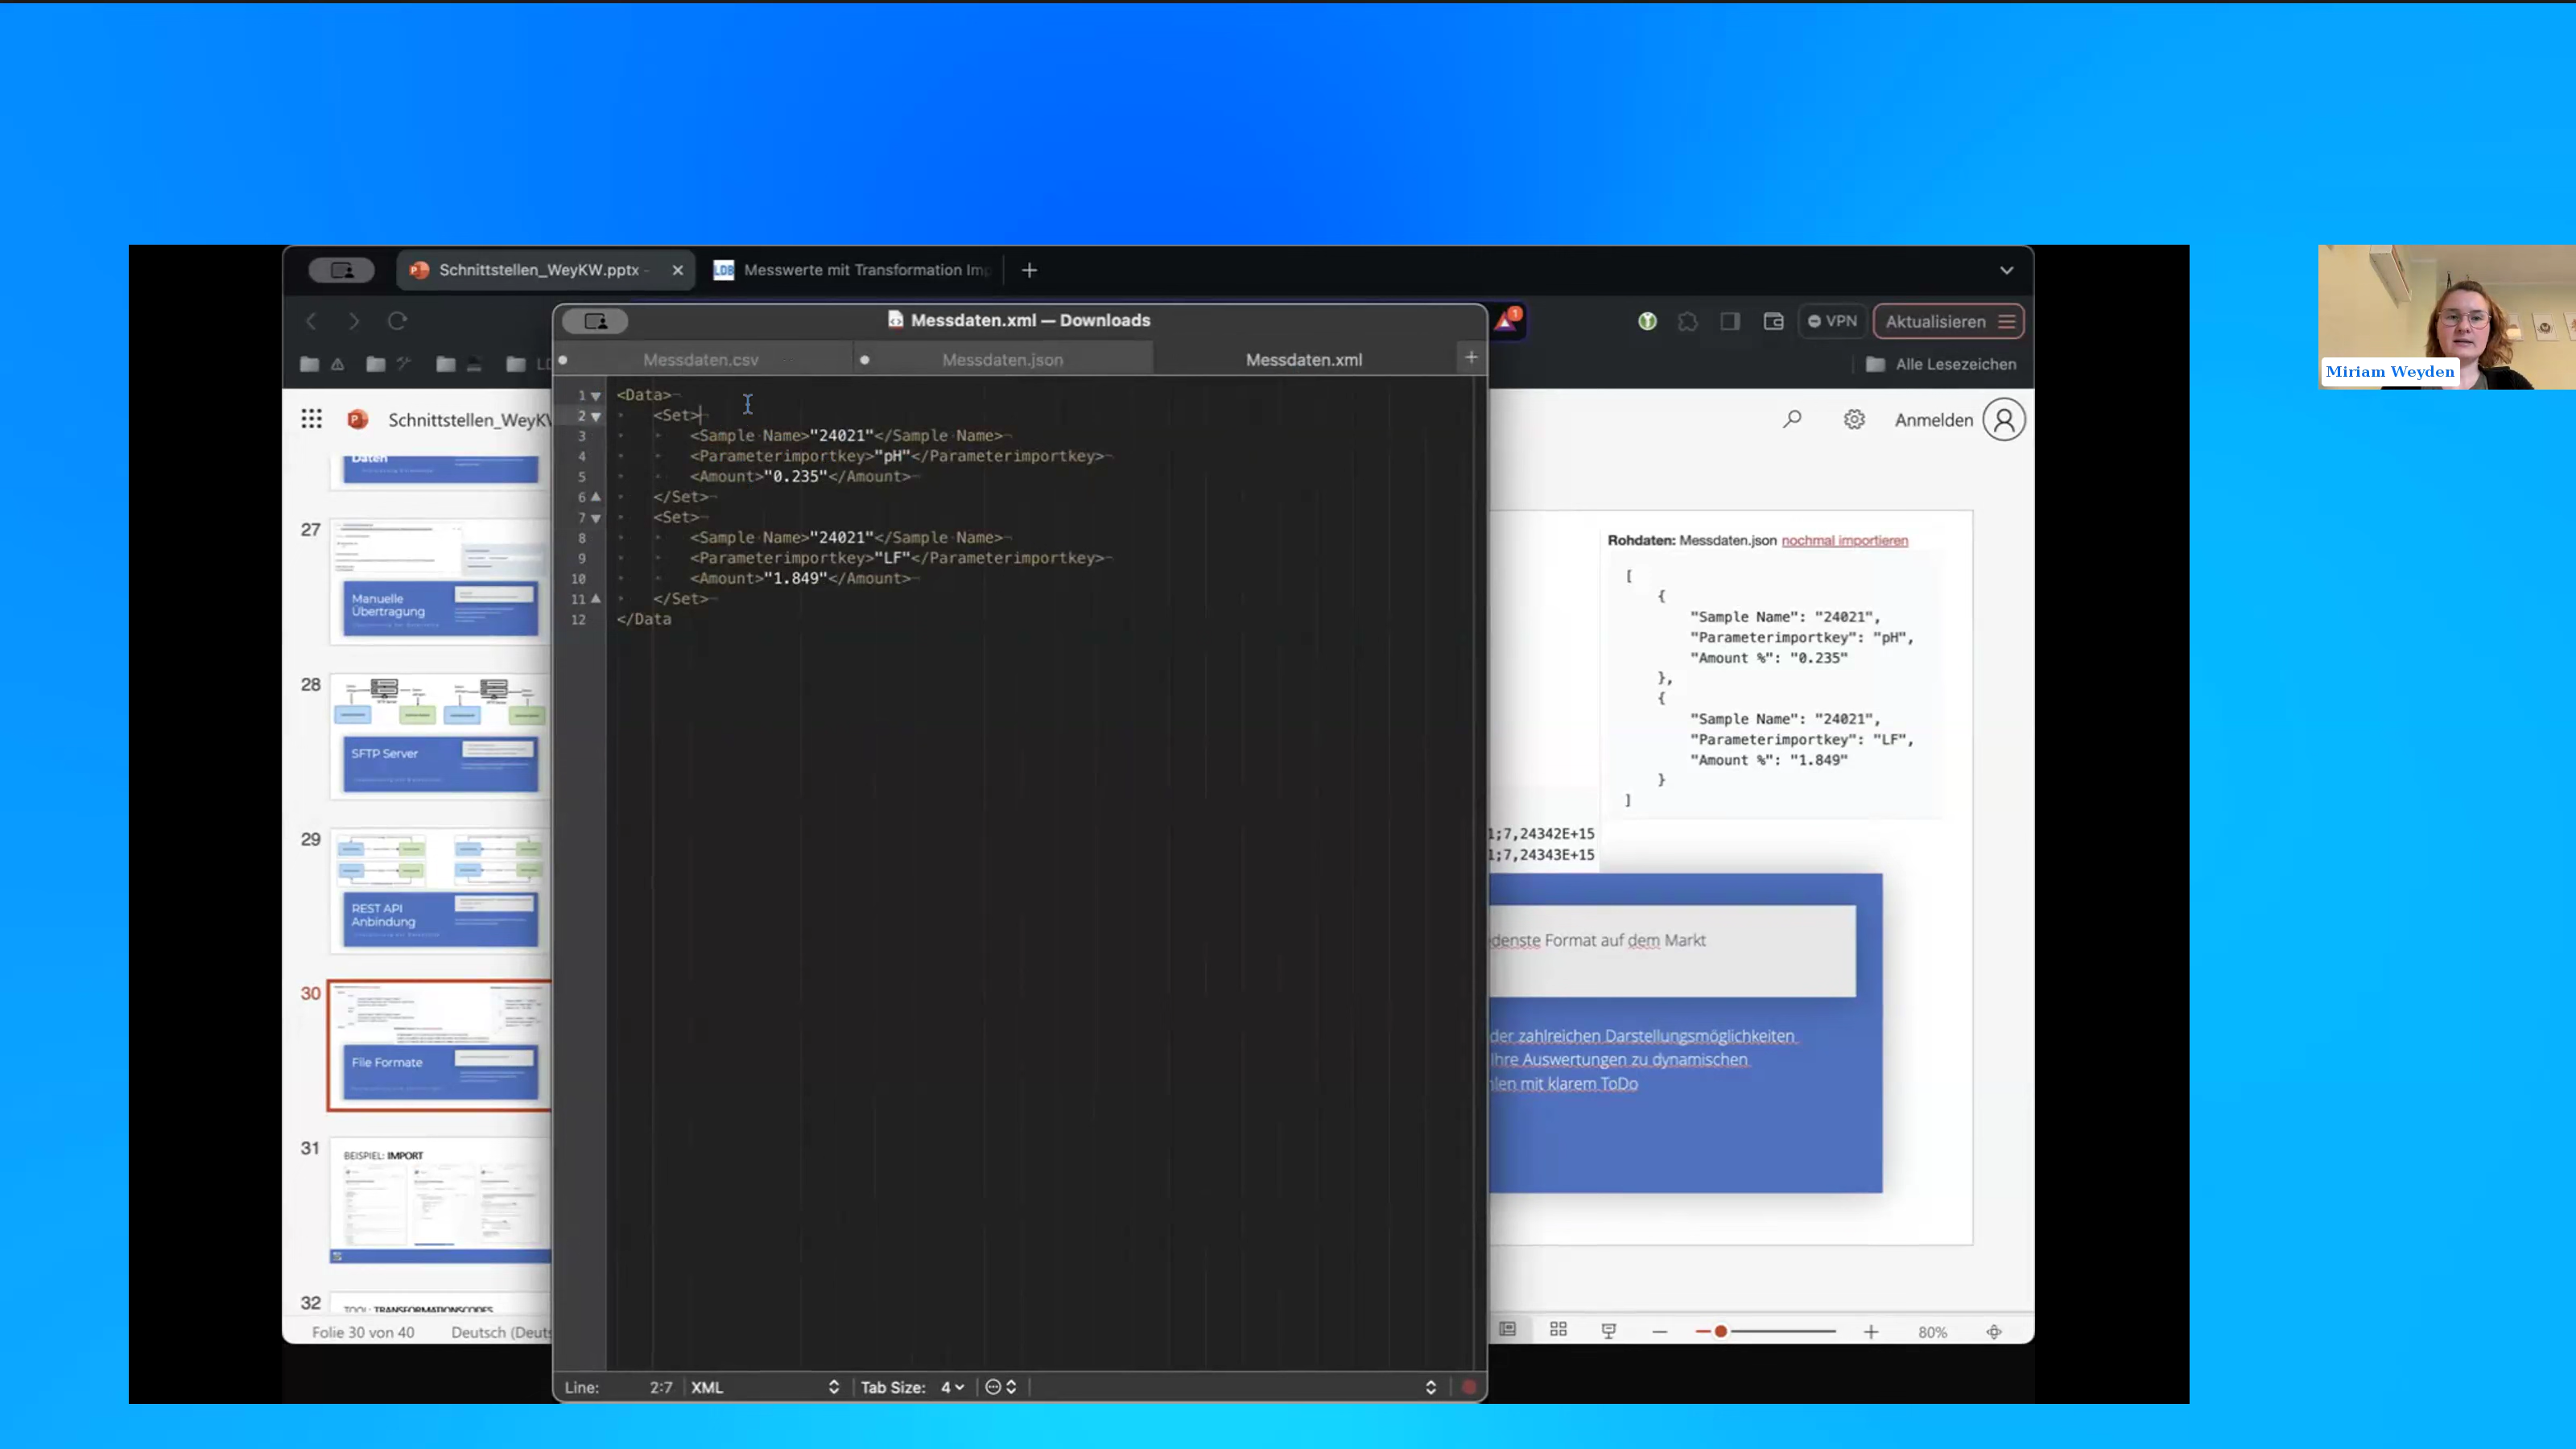 Schnittstellen_WeyKW.pptx -
LDB Messwerte mit Transformation Imp
VPN
Aktualisieren
Alle Lesezeichen
Schnittstellen_WeyKW
Anmelden
Messdaten.xml — Downloads
Messdaten.csv
Messdaten.json
Messdaten.xml
1 <Data>
2 <Set>
3 <Sample Name>"24021"</Sample Name>
4 <Parameterimportkey>"pH"</Parameterimportkey>
5 <Amount>"0.235"</Amount>
6 </Set>
7 <Set>
8 <Sample Name>"24021"</Sample Name>
9 <Parameterimportkey>"LF"</Parameterimportkey>
10 <Amount>"1.849"</Amount>
11 </Set>
12 </Data
Line: 2:7 XML Tab Size: 4
Daten
27
Manuelle
Übertragung
28
SFTP Server
29
REST API
Anbindung
30
File Formate
31
BEISPIEL: IMPORT
32
TOOL: TRANSFORMATIONSCODES
Folie 30 von 40
Rohdaten: Messdaten.json nochmal importieren
[
{
"Sample Name": "24021",
"Parameterimportkey": "pH",
"Amount %": "0.235"
},
{
"Sample Name": "24021",
"Parameterimportkey": "LF",
"Amount %": "1.849"
}
]
1;7,24342E+15
1;7,24343E+15
denste Format auf dem Markt
der zahlreichen Darstellungsmöglichkeiten
Ihre Auswertungen zu dynamischen
hlen mit klarem ToDo
80%
Miriam Weyden